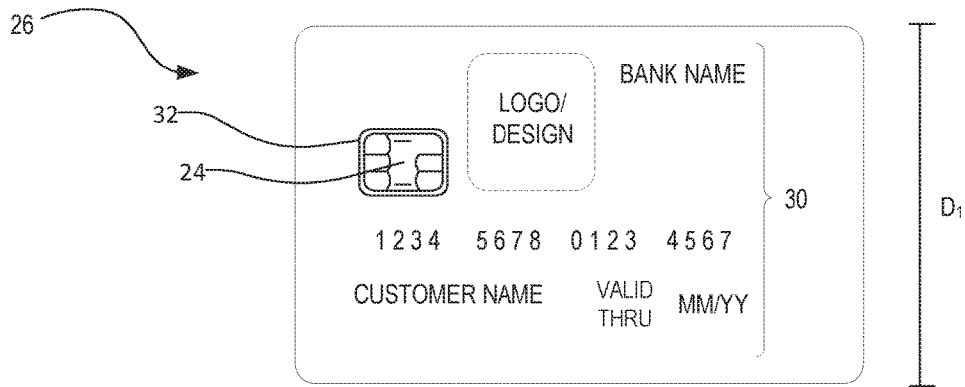 26
BANK NAME
LOGO/
DESIGN
32
24
30
D₁
1234 5678 0123 4567
CUSTOMER NAME
VALID
THRU
MM/YY